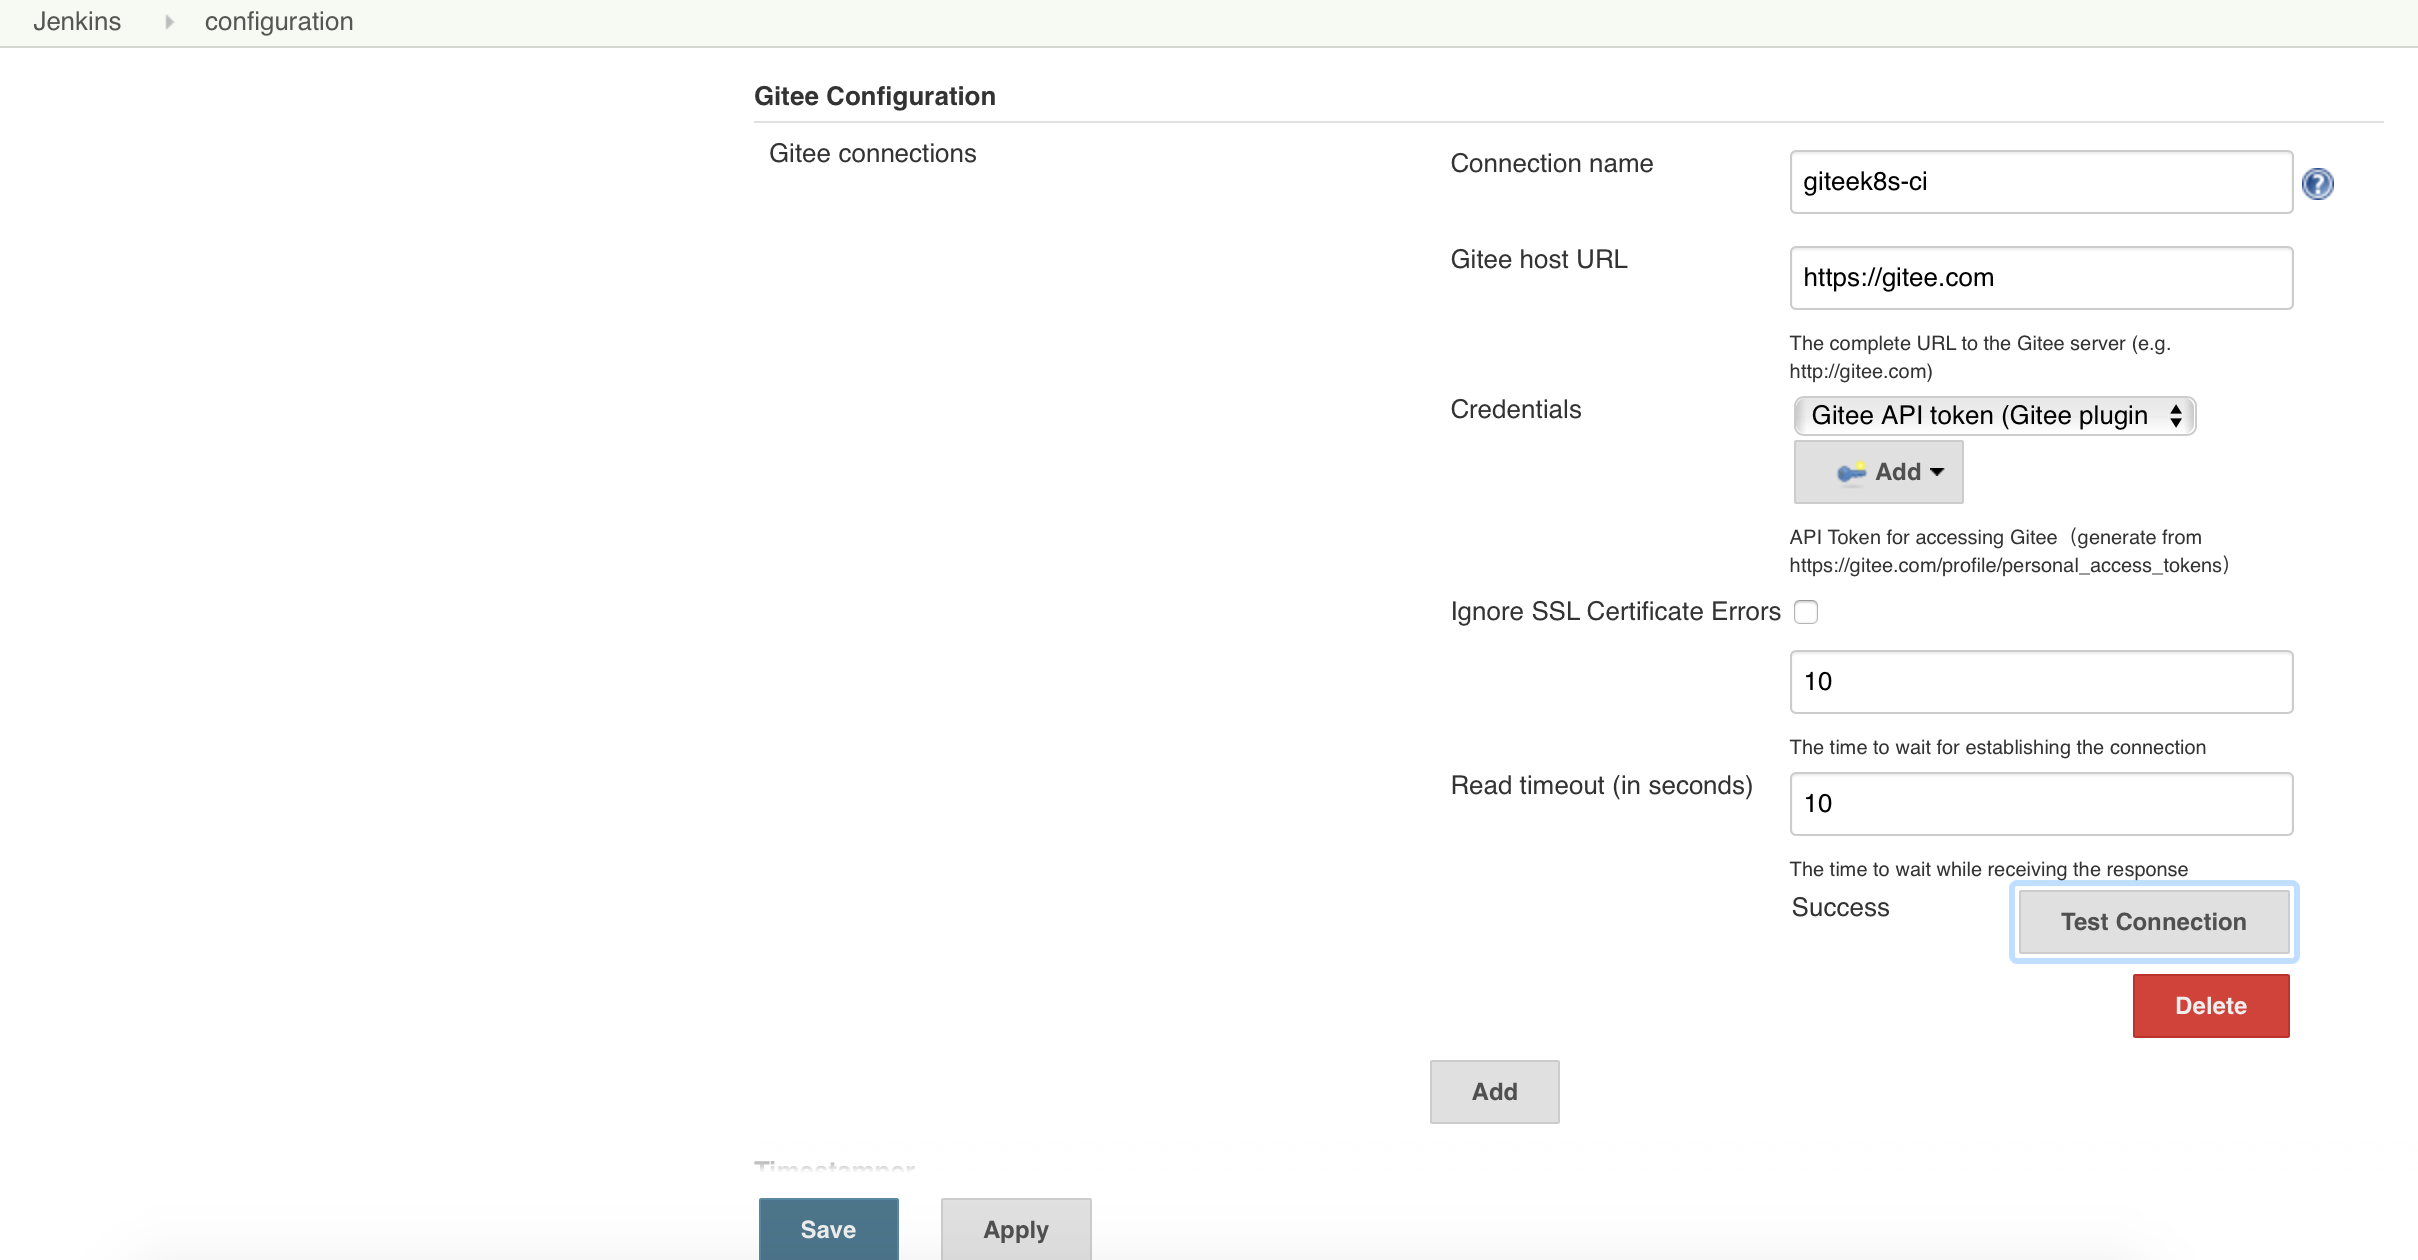 Jenkins configuration
Gitee Configuration
Gitee connections
Connection name
giteek8s-ci
?
Gitee host URL
https://gitee.com
The complete URL to the Gitee server (e.g.
http://gitee.com)
Credentials
Gitee API token (Gitee plugin
Add
API Token for accessing Gitee（generate from
https://gitee.com/profile/personal_access_tokens）
Ignore SSL Certificate Errors
10
The time to wait for establishing the connection
Read timeout (in seconds)
10
The time to wait while receiving the response
Success
Test Connection
Delete
Add
Timestamper
Save
Apply